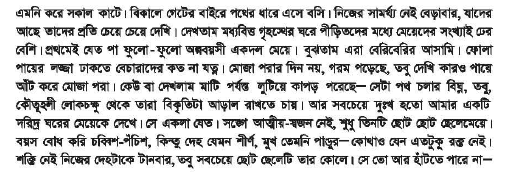 এমনি করে সকাল কাটে। বিকালে গেটের বাইরে পথের ধারে এসে বসি। নিজের সামর্থ্য নেই বেড়াবার, যাদের
আছে তাদের প্রতি চেয়ে চেয়ে দেখি। দেখতাম মধ্যবিত্ত গৃহস্থের ঘরে পীড়িতদের মধ্যে মেয়েদের সংখ্যাই ঢের
বেশি। প্রথমেই যেত পা ফুলো-ফুলো অল্পবয়সী একদল মেয়ে। বুঝতাম এরা বেরিবেরির আসামি। ফোলা
পায়ের লজ্জা ঢাকতে বেচারাদের কত না যত্ন। মোজা পরার দিন নয়, গরম পড়েছে, তবু দেখি কারও পায়ে
আঁট করে মোজা পরা। কেউ বা দেখলাম মাটি পর্যন্ত লুটিয়ে কাপড় পরেছে—সেটা পথ চলার বিঘ্ন, তবু,
কৌতূহলী লোকচক্ষু থেকে তারা বিকৃতিটা আড়াল রাখতে চায়। আর সবচেয়ে দুঃখ হতো আমার একটি
দরিদ্র ঘরের মেয়েকে দেখে। সে একলা যেত। সঙ্গে আত্মীয়-স্বজন নেই, শুধু তিনটি ছোট ছোট ছেলেমেয়ে।
বয়স বোধ করি চব্বিশ-পঁচিশ, কিন্তু দেহ যেমন শীর্ণ, মুখ তেমনি পাণ্ডুর—কোথাও যেন এতটুকু রক্ত নেই।
শক্তি নেই নিজের দেহটাকে টানবার, তবু সবচেয়ে ছোট ছেলেটি তার কোলে। সে তো আর হাঁটতে পারে না—